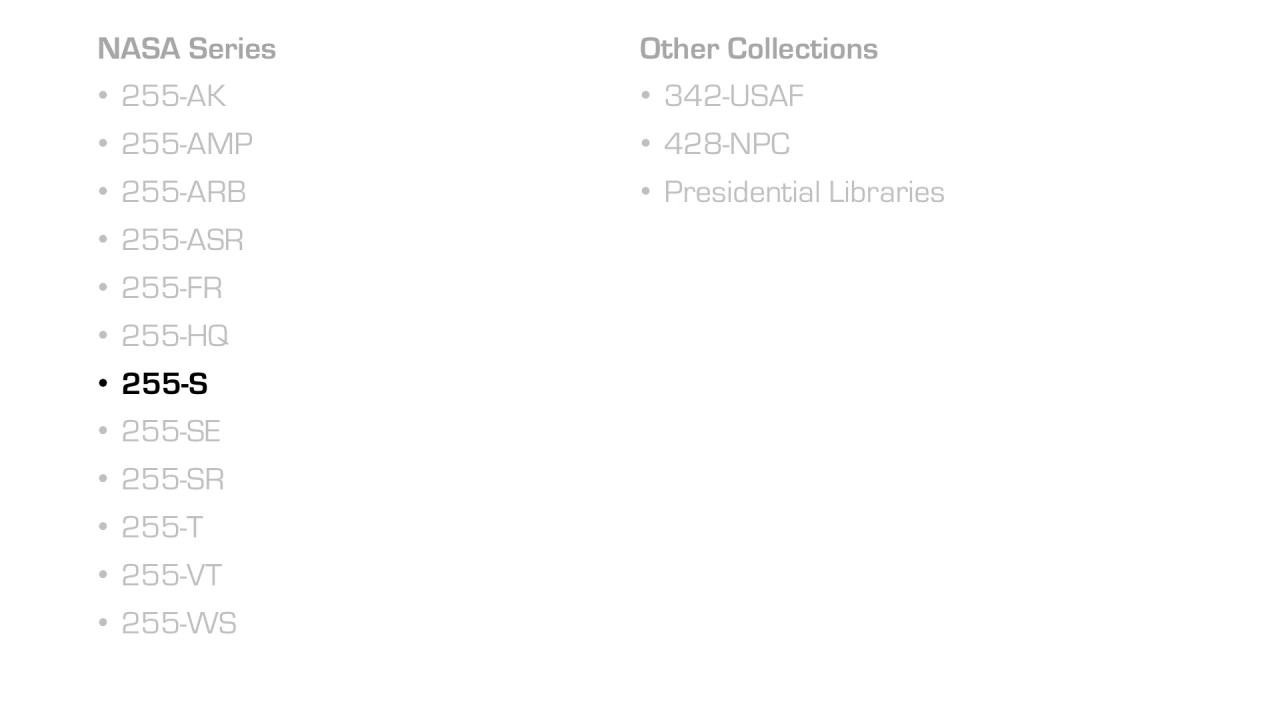 NASA Series
• 255-AK
• 255-AMP
• 255-ARB
• 255-ASR
• 255-FR
• 255-HQ
• 255-S
• 255-SE
• 255-SR
• 255-T
• 255-VT
• 255-WS
Other Collections
• 342-USAF
• 428-NPC
• Presidential Libraries